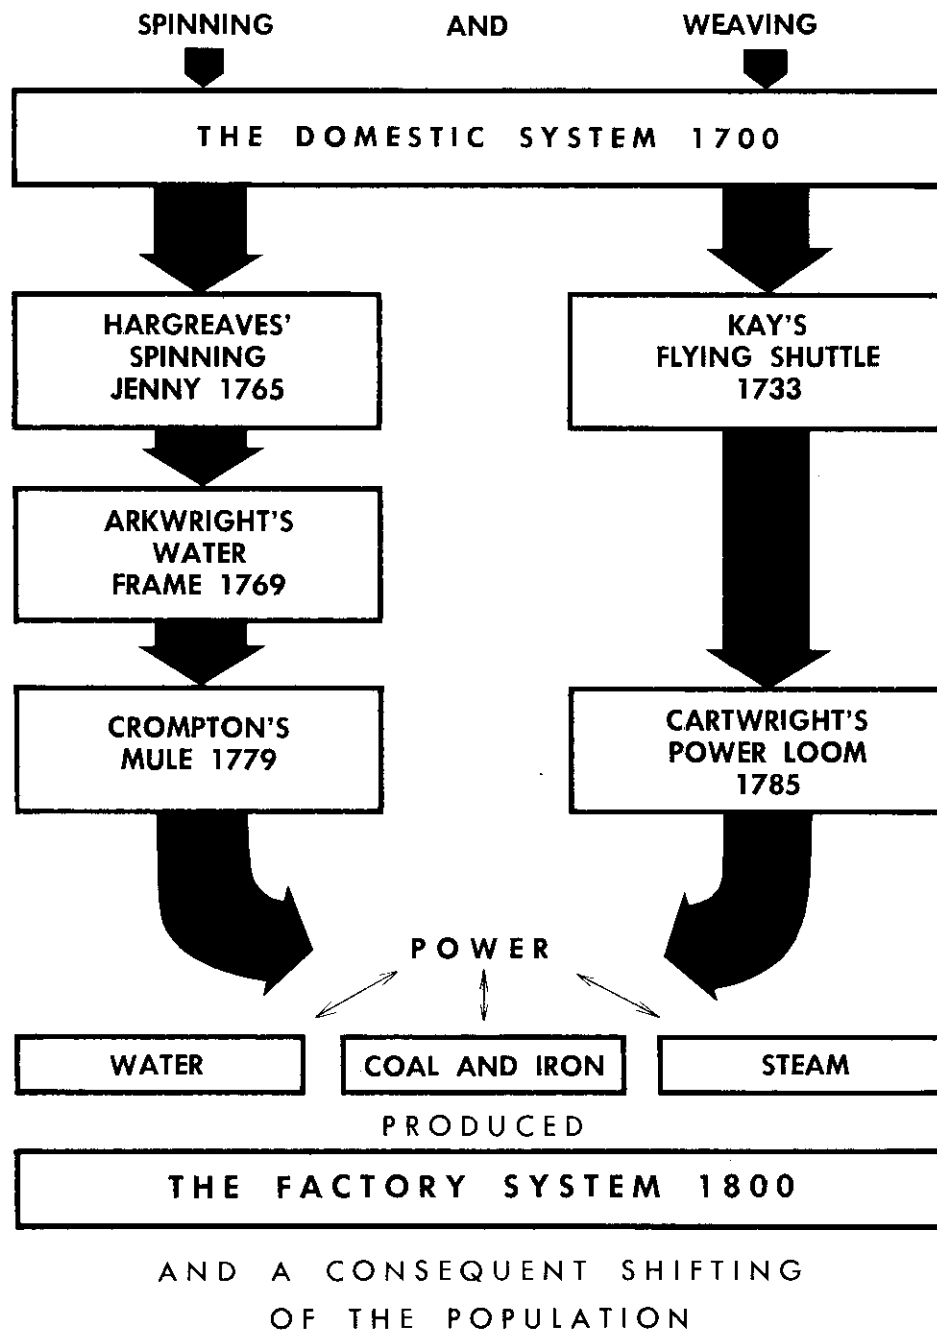 SPINNING AND WEAVING
THE DOMESTIC SYSTEM 1700
HARGREAVES'
SPINNING
JENNY 1765
KAY'S
FLYING SHUTTLE
1733
ARKWRIGHT'S
WATER
FRAME 1769
CROMPTON'S
MULE 1779
CARTWRIGHT'S
POWER LOOM
1785
POWER
WATER
COAL AND IRON
STEAM
PRODUCED
THE FACTORY SYSTEM 1800
AND A CONSEQUENT SHIFTING
OF THE POPULATION